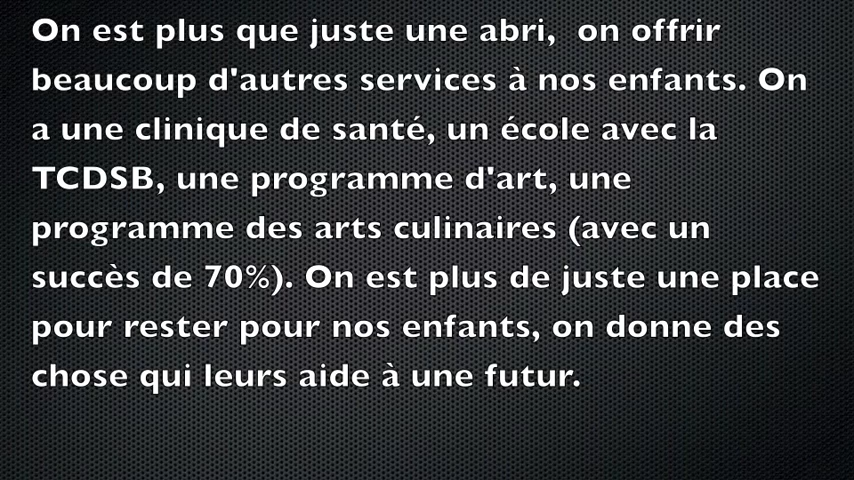 On est plus que juste une abri,  on offrir
beaucoup d'autres services à nos enfants. On
a une clinique de santé, un école avec la
TCDSB, une programme d'art, une
programme des arts culinaires (avec un
succès de 70%). On est plus de juste une place
pour rester pour nos enfants, on donne des
chose qui leurs aide à une futur.